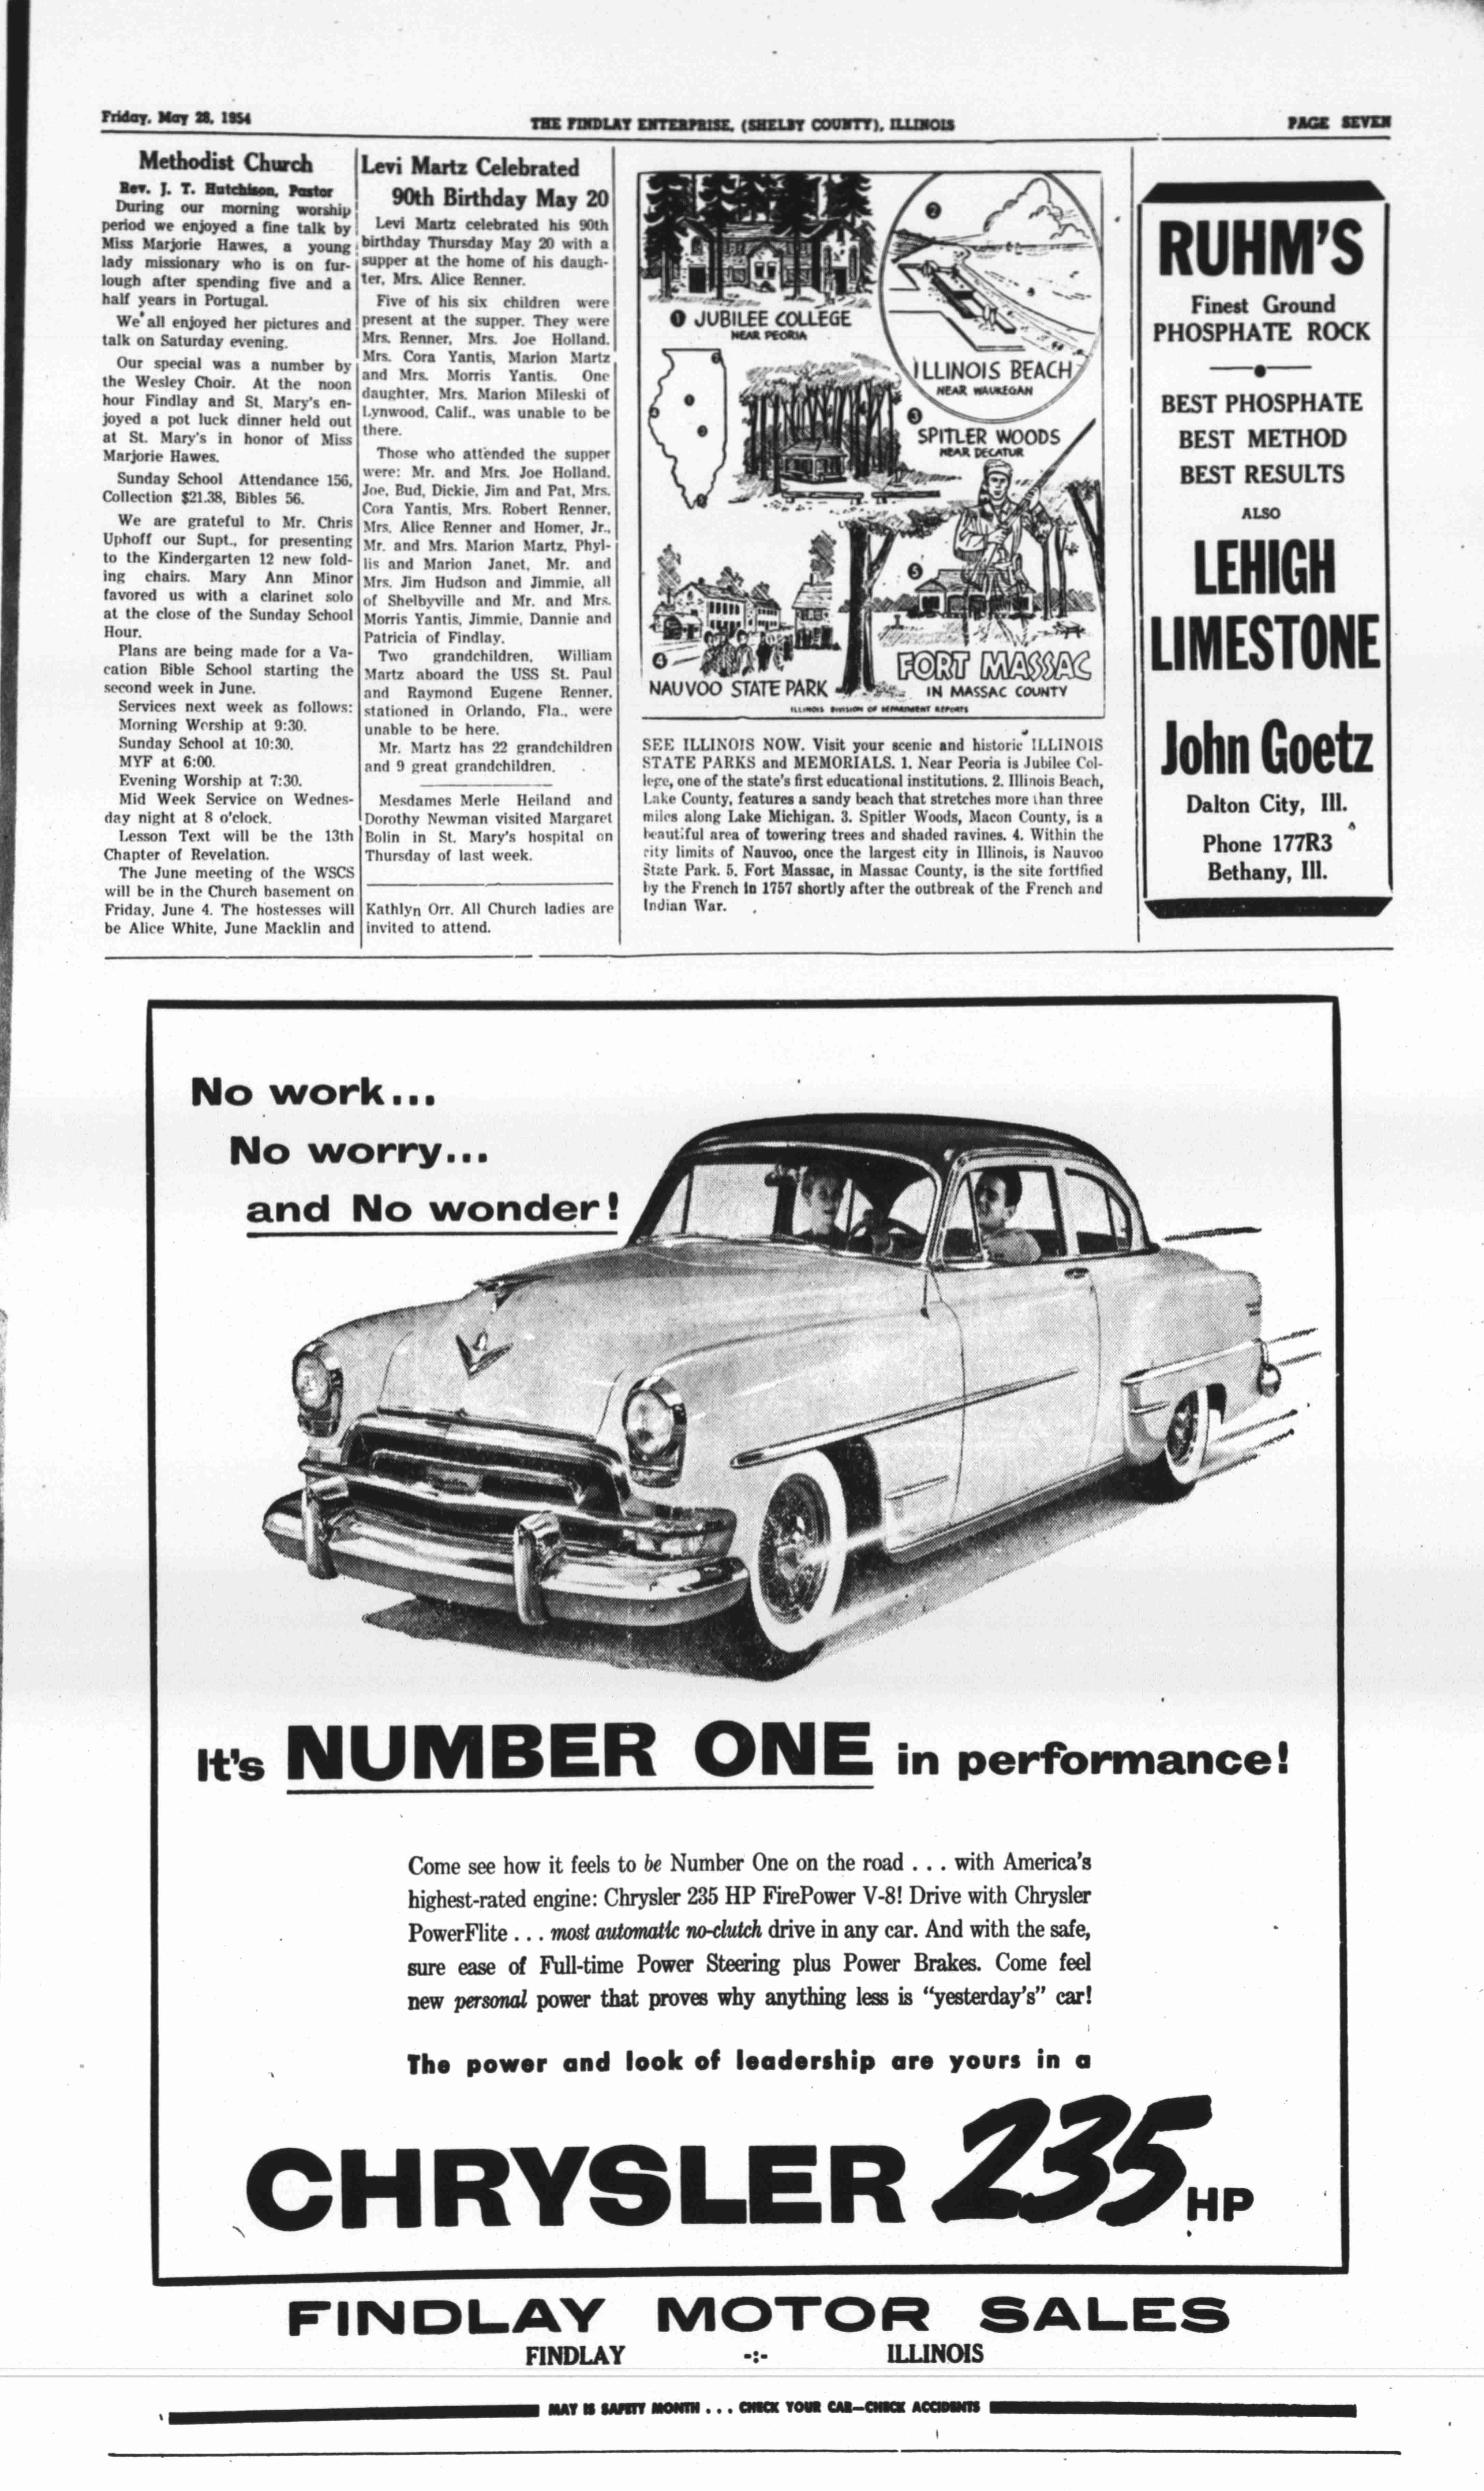 Friday, May 28, 1954
THE FINDLAY ENTERPRISE, (SHELBY COUNTY), ILLINOIS
PAGE SEVEN
Methodist Church
Rev. J. T. Hutchison, Pastor
During our morning worship
period we enjoyed a fine talk by
Miss Marjorie Hawes, a young
lady missionary who is on fur-
lough after spending five and a
half years in Portugal.
We all enjoyed her pictures and
talk on Saturday evening.
Our special was a number by
the Wesley Choir. At the noon
hour Findlay and St. Mary's en-
joyed a pot luck dinner held out
at St. Mary's in honor of Miss
Marjorie Hawes.
Sunday School Attendance 156,
Collection $21.38, Bibles 56.
We are grateful to Mr. Chris
Uphoff our Supt., for presenting
to the Kindergarten 12 new fold-
ing chairs. Mary Ann Minor
favored us with a clarinet solo
at the close of the Sunday School
Hour.
Plans are being made for a Va-
cation Bible School starting the
second week in June.
Services next week as follows:
Morning Worship at 9:30.
Sunday School at 10:30.
MYF at 6:00.
Evening Worship at 7:30.
Mid Week Service on Wednes-
day night at 8 o'clock.
Lesson Text will be the 13th
Chapter of Revelation.
The June meeting of the WSCS
will be in the Church basement on
Friday, June 4. The hostesses will
be Alice White, June Macklin and
Levi Martz Celebrated
90th Birthday May 20
Levi Martz celebrated his 90th
birthday Thursday May 20 with a
supper at the home of his daugh-
ter, Mrs. Alice Renner.
Five of his six children were
present at the supper. They were
Mrs. Renner, Mrs. Joe Holland,
Mrs. Cora Yantis, Marion Martz
and Mrs. Morris Yantis. One
daughter, Mrs. Marion Mileski of
Lynwood, Calif., was unable to be
there.
Those who attended the supper
were: Mr. and Mrs. Joe Holland,
Joe, Bud, Dickie, Jim and Pat, Mrs.
Cora Yantis, Mrs. Robert Renner,
Mrs. Alice Renner and Homer, Jr.,
Mr. and Mrs. Marion Martz, Phyl-
lis and Marion Janet, Mr. and
Mrs. Jim Hudson and Jimmie, all
of Shelbyville and Mr. and Mrs.
Morris Yantis, Jimmie, Dannie and
Patricia of Findlay.
Two grandchildren, William
Martz aboard the USS St. Paul
and Raymond Eugene Renner,
stationed in Orlando, Fla., were
unable to be here.
Mr. Martz has 22 grandchildren
and 9 great grandchildren.
Mesdames Merle Heiland and
Dorothy Newman visited Margaret
Bolin in St. Mary's hospital on
Thursday of last week.
Kathlyn Orr. All Church ladies are
invited to attend.
1 JUBILEE COLLEGE
NEAR PEORIA
2
ILLINOIS BEACH
NEAR WAUKEGAN
3
SPITLER WOODS
NEAR DECATUR
4
NAUVOO STATE PARK
5
FORT MASSAC
IN MASSAC COUNTY
ILLINOIS DIVISION OF DEPARTMENT REPORTS
SEE ILLINOIS NOW. Visit your scenic and historic ILLINOIS
STATE PARKS and MEMORIALS. 1. Near Peoria is Jubilee Col-
lege, one of the state's first educational institutions. 2. Illinois Beach,
Lake County, features a sandy beach that stretches more than three
miles along Lake Michigan. 3. Spitler Woods, Macon County, is a
beautiful area of towering trees and shaded ravines. 4. Within the
city limits of Nauvoo, once the largest city in Illinois, is Nauvoo
State Park. 5. Fort Massac, in Massac County, is the site fortified
by the French in 1757 shortly after the outbreak of the French and
Indian War.
RUHM'S
Finest Ground
PHOSPHATE ROCK
BEST PHOSPHATE
BEST METHOD
BEST RESULTS
ALSO
LEHIGH
LIMESTONE
John Goetz
Dalton City, Ill.
Phone 177R3
Bethany, Ill.
No work...
No worry...
and No wonder!
It's NUMBER ONE in performance!
Come see how it feels to be Number One on the road . . . with America's
highest-rated engine: Chrysler 235 HP FirePower V-8! Drive with Chrysler
PowerFlite . . . most automatic no-clutch drive in any car. And with the safe,
sure ease of Full-time Power Steering plus Power Brakes. Come feel
new personal power that proves why anything less is "yesterday's" car!
The power and look of leadership are yours in a
CHRYSLER 235 HP
FINDLAY MOTOR SALES
FINDLAY -:- ILLINOIS
MAY IS SAFETY MONTH . . . CHECK YOUR CAR—CHECK ACCIDENTS